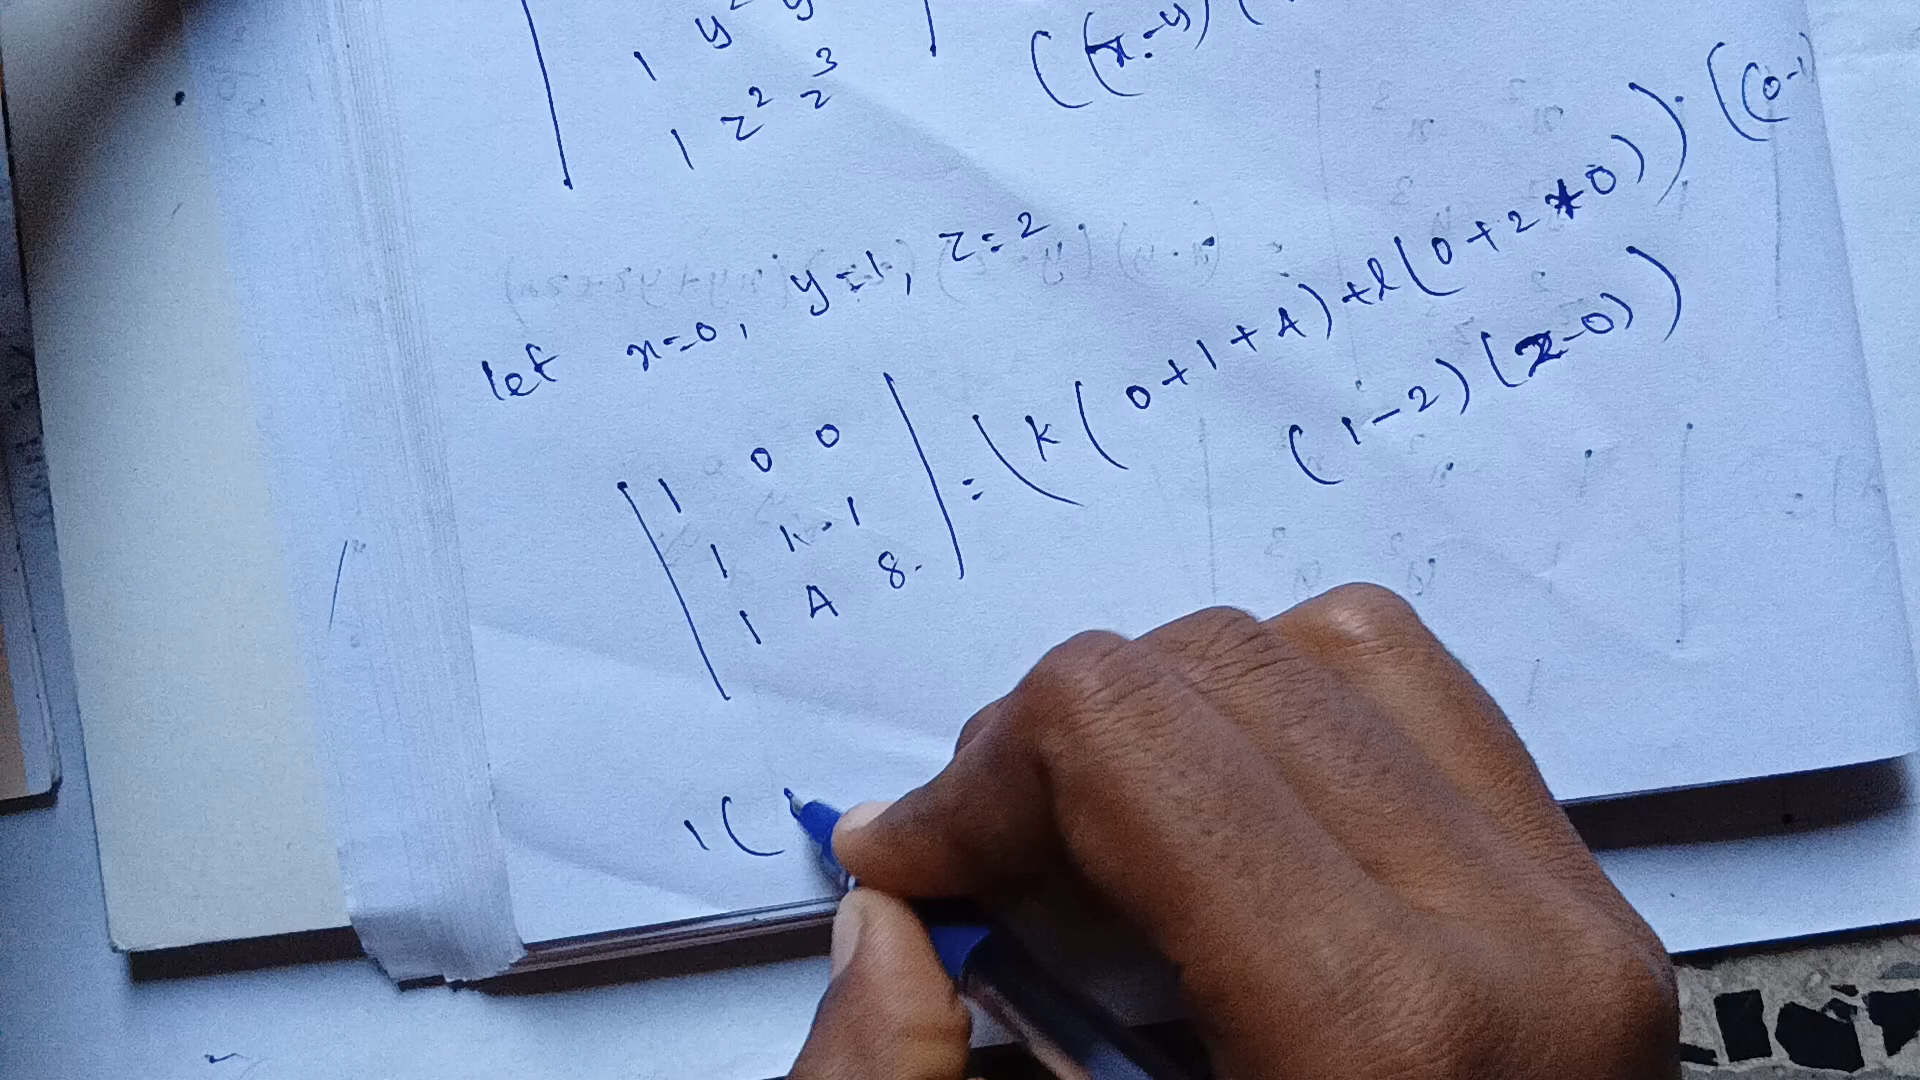 1 y² y
1 z² z³
((x-y)
let x=0, y=1, z=2
| 1 0 0 |
| 1 1 1 | = (k(0+1+4)+l(0+2*0)).((0-1)
| 1 4 8 | (1-2)(2-0))
1(